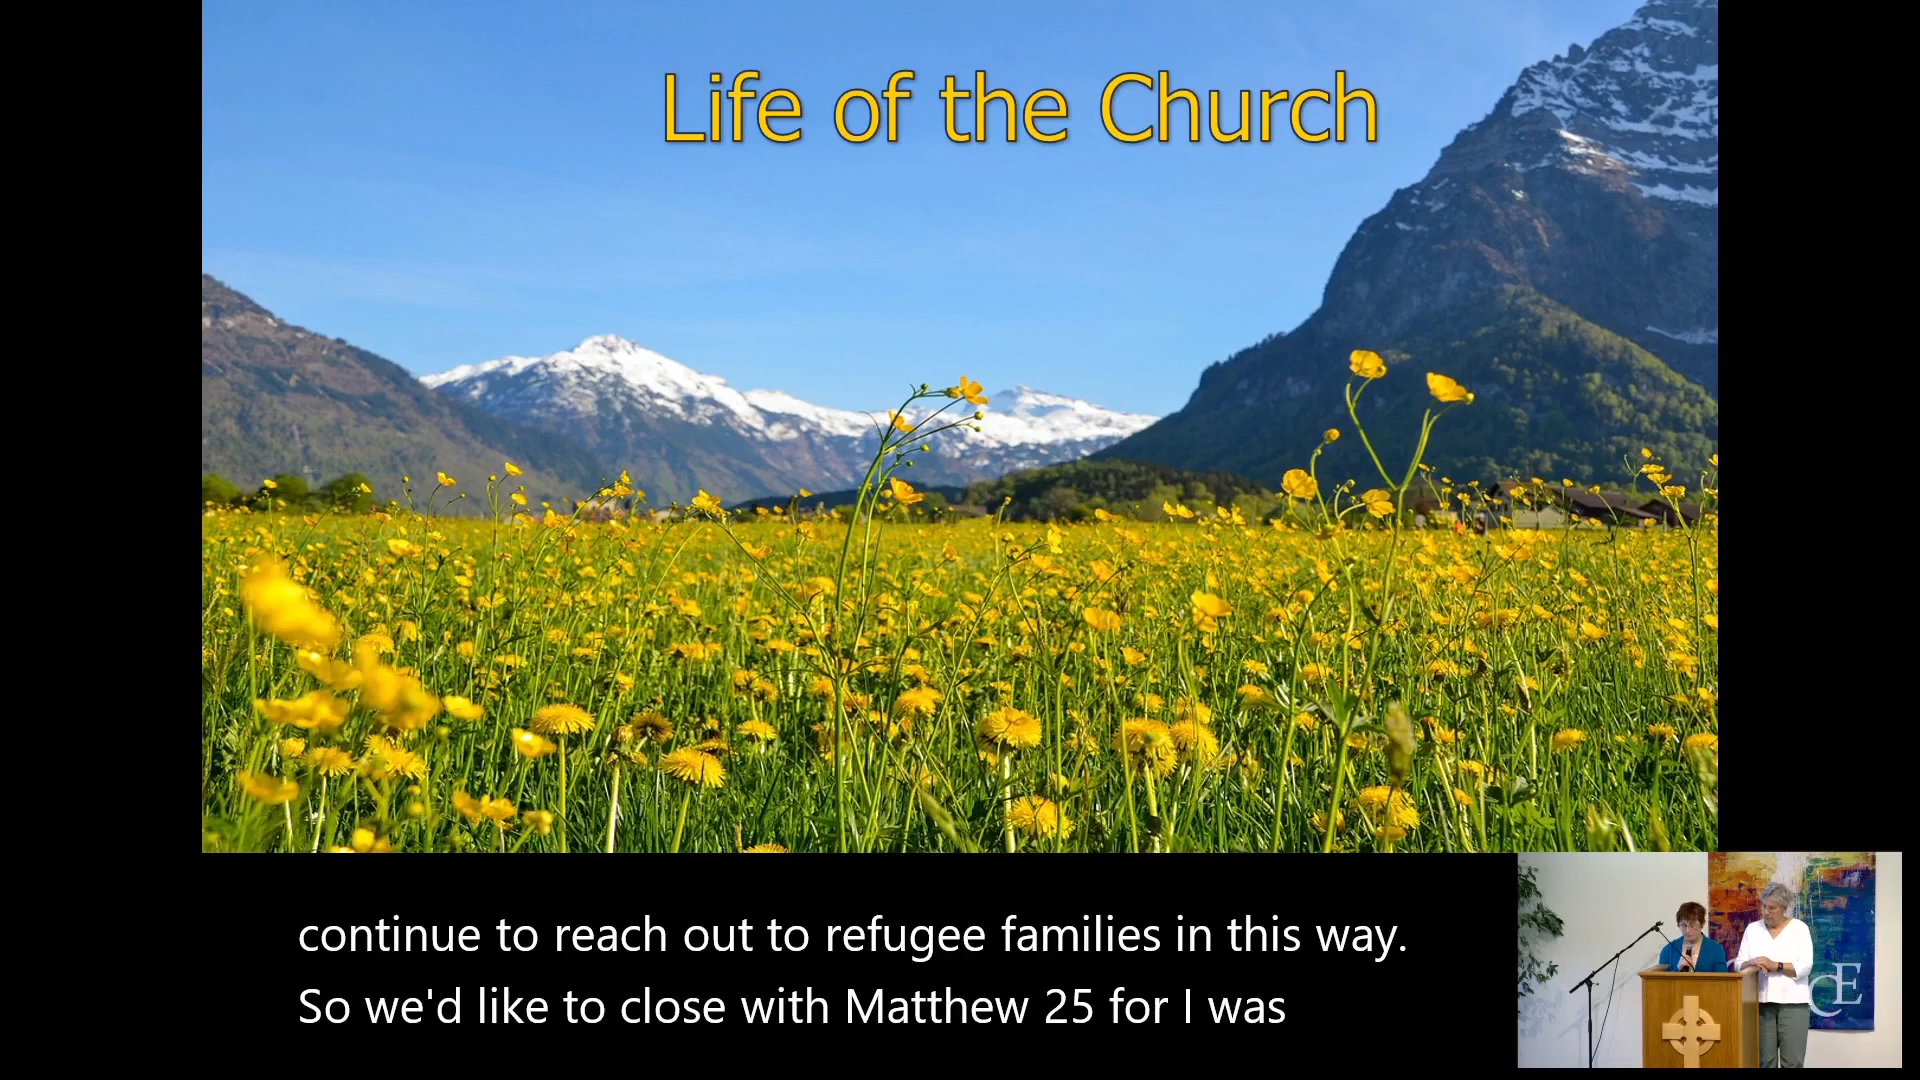 Life of the Church
continue to reach out to refugee families in this way.
So we'd like to close with Matthew 25 for I was
CE